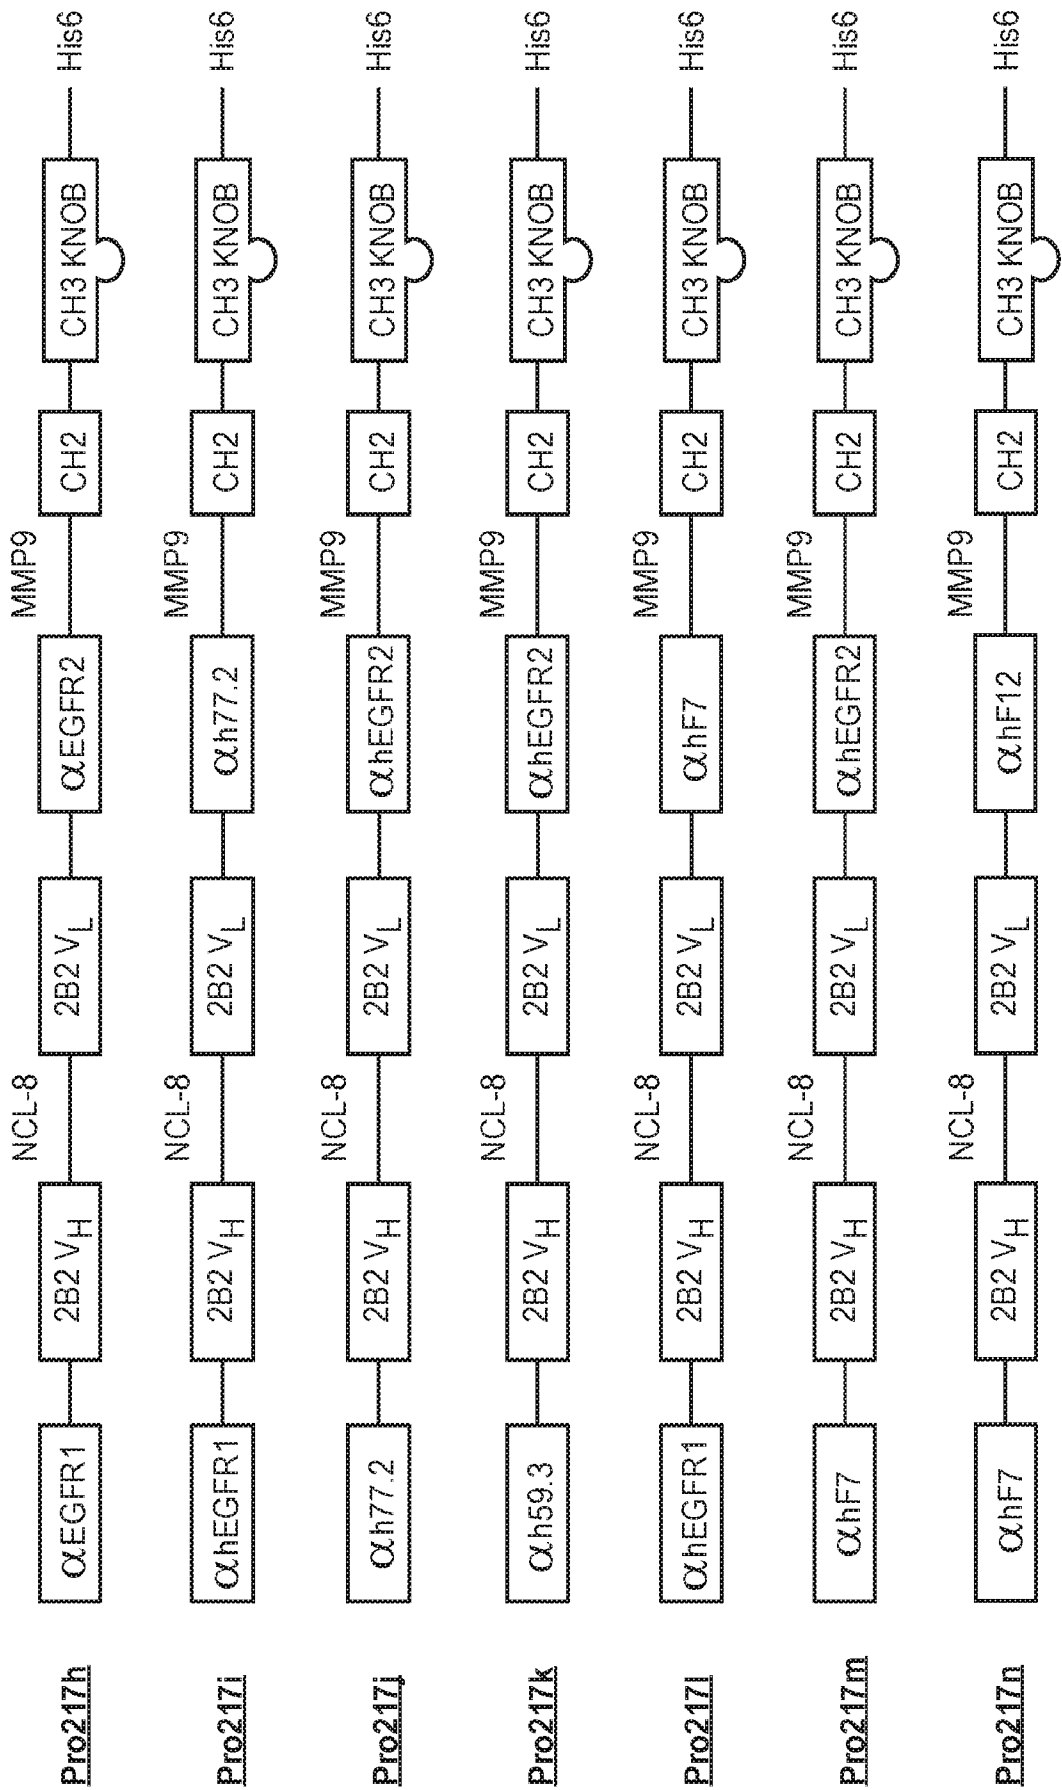 Pro217h αEGFR1 2B2 VH NCL-8 2B2 VL αEGFR2 MMP9 CH2 CH3 KNOB His6
Pro217i αhEGFR1 2B2 VH NCL-8 2B2 VL αh77.2 MMP9 CH2 CH3 KNOB His6
Pro217j αh77.2 2B2 VH NCL-8 2B2 VL αhEGFR2 MMP9 CH2 CH3 KNOB His6
Pro217k αh59.3 2B2 VH NCL-8 2B2 VL αhEGFR2 MMP9 CH2 CH3 KNOB His6
Pro217l αhEGFR1 2B2 VH NCL-8 2B2 VL αhF7 MMP9 CH2 CH3 KNOB His6
Pro217m αhF7 2B2 VH NCL-8 2B2 VL αhEGFR2 MMP9 CH2 CH3 KNOB His6
Pro217n αhF7 2B2 VH NCL-8 2B2 VL αhF12 MMP9 CH2 CH3 KNOB His6